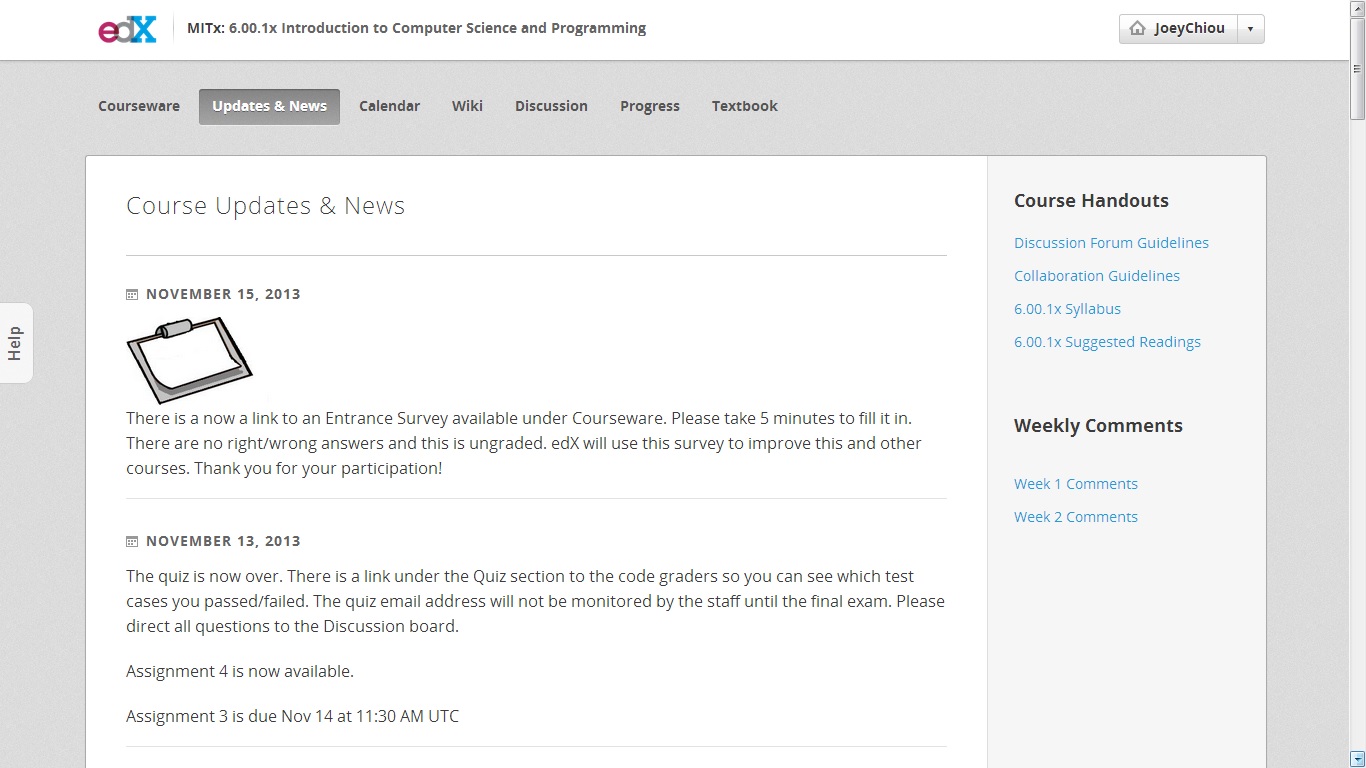 edX
MITx: 6.00.1x Introduction to Computer Science and Programming
JoeyChiou
Courseware
Updates & News
Calendar
Wiki
Discussion
Progress
Textbook
Help
Course Updates & News
NOVEMBER 15, 2013
There is a now a link to an Entrance Survey available under Courseware. Please take 5 minutes to fill it in.
There are no right/wrong answers and this is ungraded. edX will use this survey to improve this and other
courses. Thank you for your participation!
NOVEMBER 13, 2013
The quiz is now over. There is a link under the Quiz section to the code graders so you can see which test
cases you passed/failed. The quiz email address will not be monitored by the staff until the final exam. Please
direct all questions to the Discussion board.
Assignment 4 is now available.
Assignment 3 is due Nov 14 at 11:30 AM UTC
Course Handouts
Discussion Forum Guidelines
Collaboration Guidelines
6.00.1x Syllabus
6.00.1x Suggested Readings
Weekly Comments
Week 1 Comments
Week 2 Comments